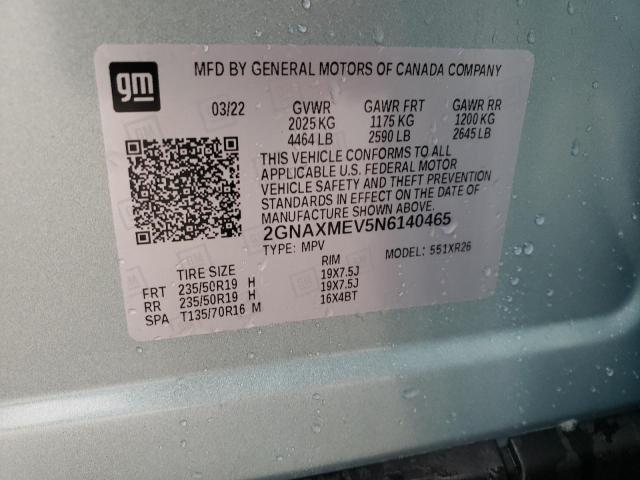 gm
MFD BY GENERAL MOTORS OF CANADA COMPANY
03/22 GVWR GAWR FRT GAWR RR
2025 KG 1175 KG 1200 KG
4464 LB 2590 LB 2645 LB
THIS VEHICLE CONFORMS TO ALL
APPLICABLE U.S. FEDERAL MOTOR
VEHICLE SAFETY AND THEFT PREVENTION
STANDARDS IN EFFECT ON THE DATE OF
MANUFACTURE SHOWN ABOVE.
2GNAXMEV5N6140465
TYPE: MPV MODEL: 551XR26
TIRE SIZE RIM
FRT 235/50R19 H 19X7.5J
RR 235/50R19 H 19X7.5J
SPA T135/70R16 M 16X4BT